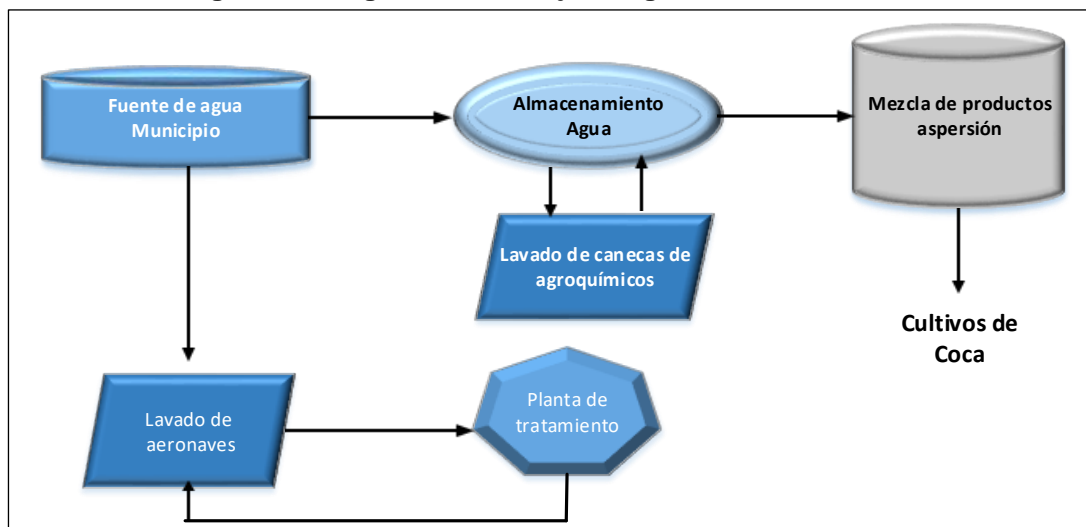 Fuente de agua
Municipio
Almacenamiento
Agua
Mezcla de productos
aspersión
Lavado de canecas de
agroquímicos
Cultivos de
Coca
Lavado de
aeronaves
Planta de
tratamiento